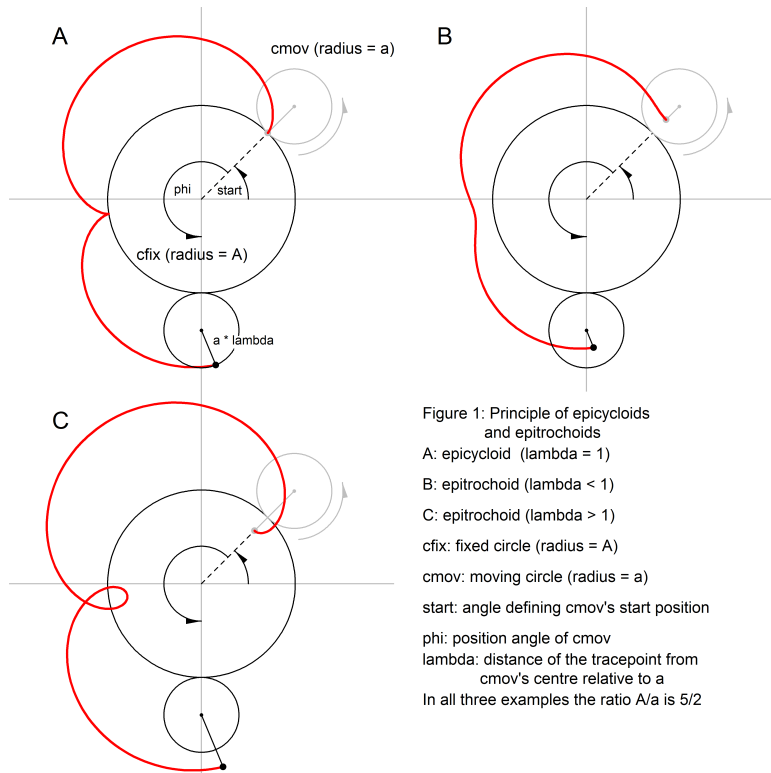 A
cmov (radius = a)
B
phi
start
cfix (radius = A)
a * lambda
C
Figure 1: Principle of epicycloids
and epitrochoids
A: epicycloid (lambda = 1)
B: epitrochoid (lambda < 1)
C: epitrochoid (lambda > 1)
cfix: fixed circle (radius = A)
cmov: moving circle (radius = a)
start: angle defining cmov's start position
phi: position angle of cmov
lambda: distance of the tracepoint from
cmov's centre relative to a
In all three examples the ratio A/a is 5/2